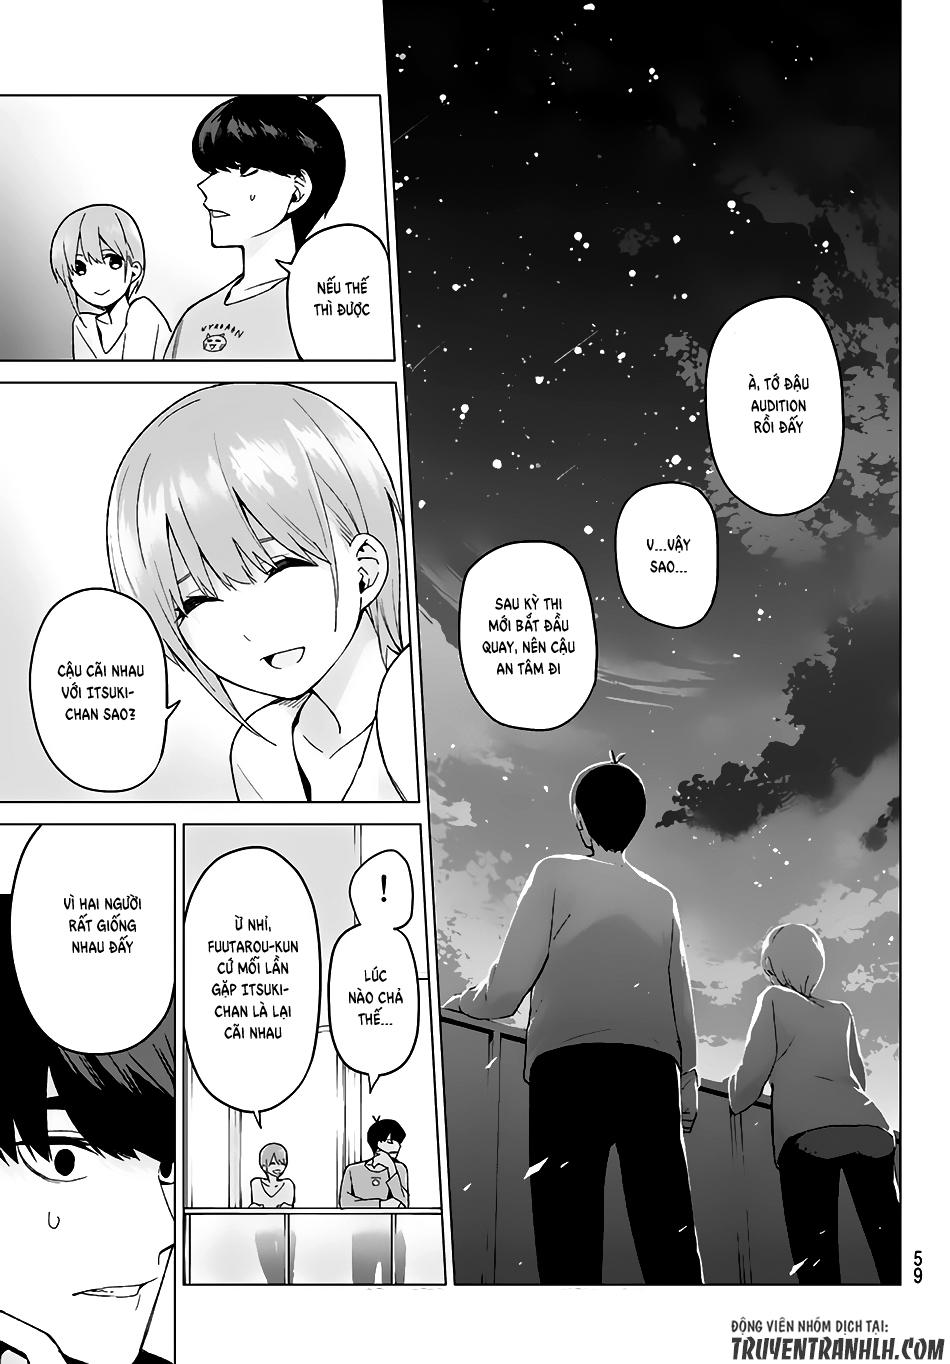 À, TỚ ĐẬU
AUDITION
RỒI ĐẤY
V...VẬY
SAO...
SAU KỲ THI
MỚI BẮT ĐẦU
QUAY, NÊN CẬU
AN TÂM ĐI
NẾU THẾ
THÌ ĐƯỢC
CẬU CÃI NHAU
VỚI ITSUKI-
CHAN SAO?
!
LÚC
NÀO CHẢ
THẾ...
Ừ NHỈ,
FUUTAROU-KUN
CỨ MỖI LẦN
GẶP ITSUKI-
CHAN LÀ LẠI
CÃI NHAU
VÌ HAI NGƯỜI
RẤT GIỐNG
NHAU ĐẤY
59
ĐỘNG VIÊN NHÓM DỊCH TẠI:
TRUYENTRANHLH.COM